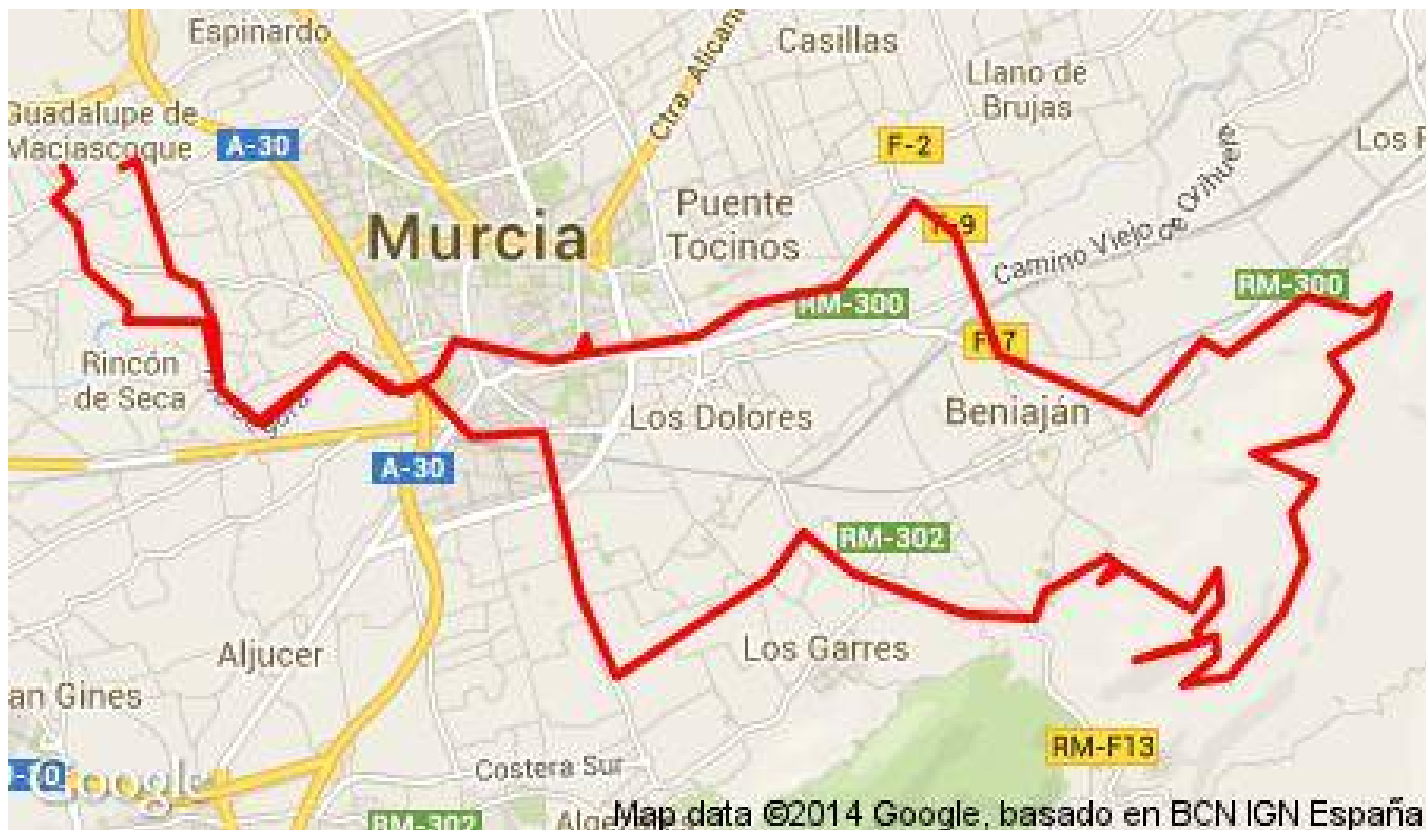 Espinardo
Casillas
Ctra. Alican
Llano de
Brujas
Guadalupe de
Maciascoque
A-30
F-2
Los
Puente
Tocinos
Murcia
F-9
Camino Viejo de Orihuera
RM-300
RM-300
F-7
Rincón
de Seca
Los Dolores
Beniaján
A-30
RM-302
Aljucer
Los Garres
an Gines
RM-F13
Costera Sur
Google
RM-302
Map data ©2014 Google, basado en BCN IGN España